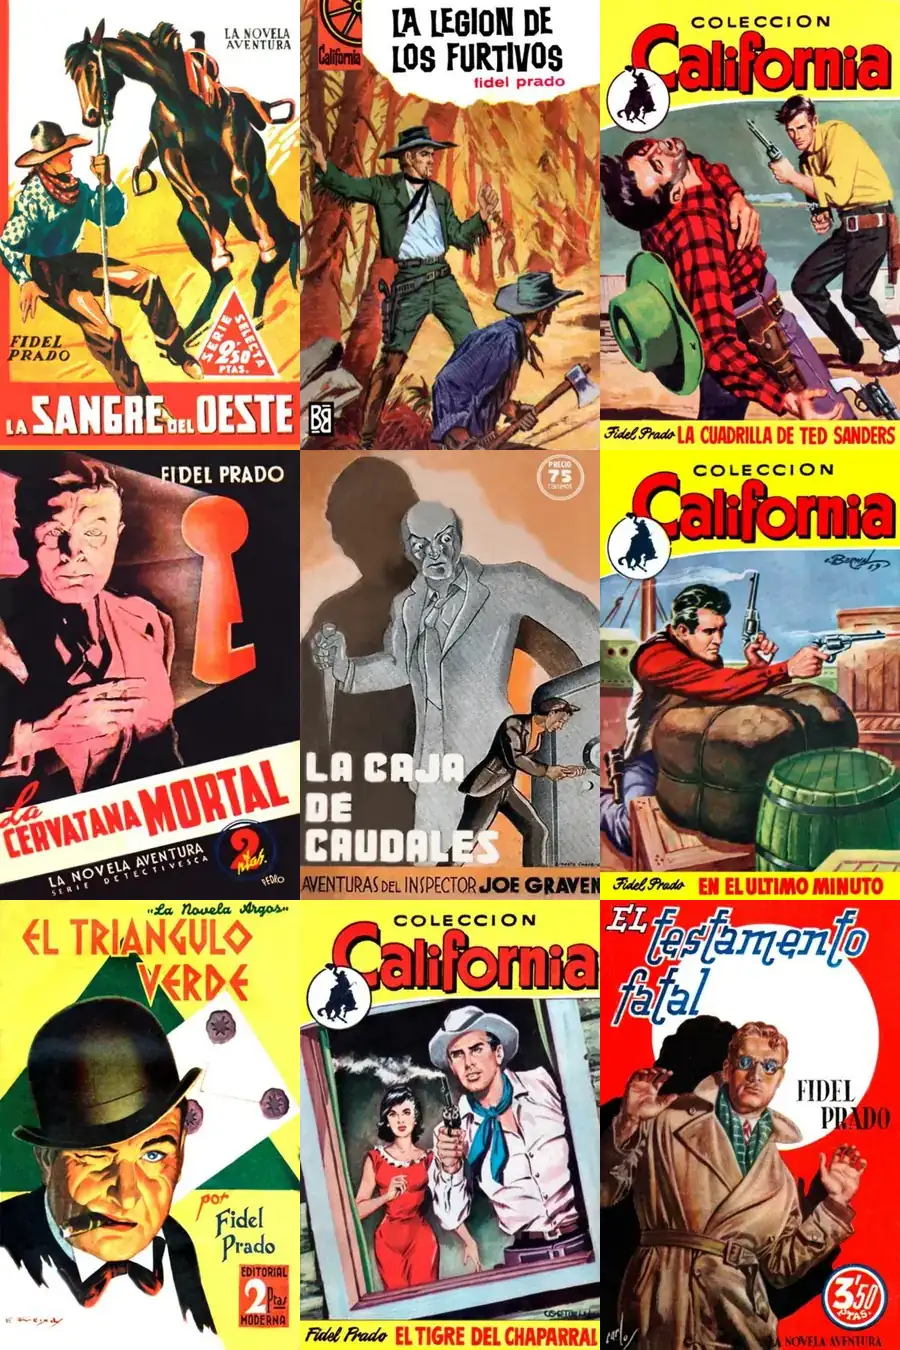 LA NOVELA
AVENTURA
FIDEL
PRADO
SERIE SELECTA
2'50
PTAS.
LA SANGRE DEL OESTE
California
LA LEGION DE
LOS FURTIVOS
fidel prado
BB
COLECCION
California
Fidel Prado LA CUADRILLA DE TED SANDERS
FIDEL PRADO
La
CERVATANA MORTAL
LA NOVELA AVENTURA
SERIE DETECTIVESCA
2
ptas.
PEDRO
PRECIO
75
CENTIMOS
LA CAJA
DE
CAUDALES
AVENTURAS DEL INSPECTOR JOE GRAVEN
COLECCION
California
Fidel Prado EN EL ULTIMO MINUTO
"La Novela Argos"
EL TRIANGULO
VERDE
por
Fidel
Prado
EDITORIAL
2 Ptas
MODERNA
COLECCION
California
Fidel Prado EL TIGRE DEL CHAPARRAL
EL testamento
fatal
FIDEL
PRADO
3'50
PTAS.
LA NOVELA AVENTURA